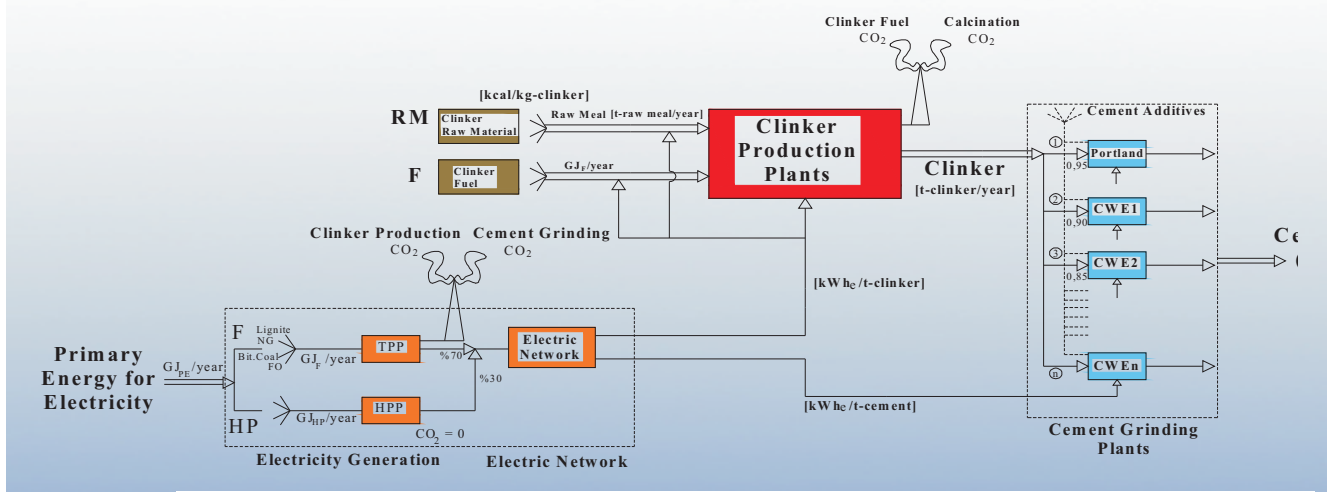 Clinker Fuel
CO2
Calcination
CO2
[kcal/kg-clinker]
RM
Clinker
Raw Material
Raw Meal [t-raw meal/year]
F
Clinker
Fuel
GJF/year
Clinker
Production
Plants
Clinker
[t-clinker/year]
Cement Additives
1
Portland
0,95
2
CWE1
0,90
3
CWE2
0,85
n
CWEn
Cement Grinding
Plants
Ce
Clinker Production
CO2
Cement Grinding
CO2
[kWhe/t-clinker]
[kWhe/t-cement]
Primary
Energy for
Electricity
GJPE/year
F
Lignite
NG
Bit.Coal
FO
GJF/year
TPP
%70
Electric
Network
%30
HP
GJHP/year
HPP
CO2 = 0
Electricity Generation
Electric Network